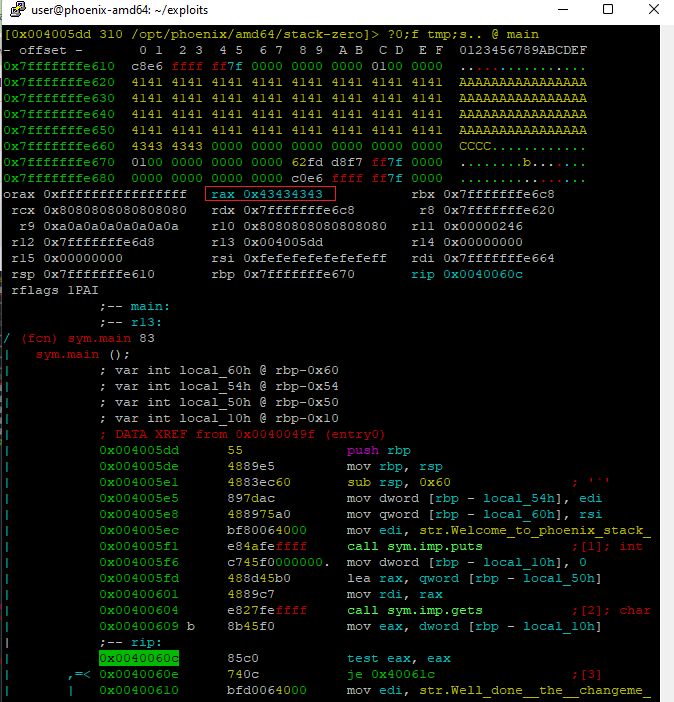 user@phoenix-amd64: ~/exploits
[0x004005dd 310 /opt/phoenix/amd64/stack-zero]> ?0;f tmp;s.. @ main
- offset -       0 1  2 3  4 5  6 7  8 9  A B  C D  E F  0123456789ABCDEF
0x7fffffffe610  c8e6 ffff ff7f 0000 0000 0000 0100 0000  ................
0x7fffffffe620  4141 4141 4141 4141 4141 4141 4141 4141  AAAAAAAAAAAAAAAA
0x7fffffffe630  4141 4141 4141 4141 4141 4141 4141 4141  AAAAAAAAAAAAAAAA
0x7fffffffe640  4141 4141 4141 4141 4141 4141 4141 4141  AAAAAAAAAAAAAAAA
0x7fffffffe650  4141 4141 4141 4141 4141 4141 4141 4141  AAAAAAAAAAAAAAAA
0x7fffffffe660  4343 4343 0000 0000 0000 0000 0000 0000  CCCC............
0x7fffffffe670  0100 0000 0000 0000 62fd d8f7 ff7f 0000  ........b.......
0x7fffffffe680  0000 0000 0000 0000 c0e6 ffff ff7f 0000  ................
orax 0xffffffffffffffff   rax 0x43434343   rbx 0x7fffffffe6c8
rcx 0x8080808080808080   rdx 0x7fffffffe6c8   r8 0x7fffffffe620
r9 0xa0a0a0a0a0a0a0a   r10 0x8080808080808080   r11 0x00000246
r12 0x7fffffffe6d8   r13 0x004005dd   r14 0x00000000
r15 0x00000000   rsi 0xfefefefefefefeff   rdi 0x7fffffffe664
rsp 0x7fffffffe610   rbp 0x7fffffffe670   rip 0x0040060c
rflags 1PAI
;-- main:
;-- r13:
/ (fcn) sym.main 83
|   sym.main ();
|           ; var int local_60h @ rbp-0x60
|           ; var int local_54h @ rbp-0x54
|           ; var int local_50h @ rbp-0x50
|           ; var int local_10h @ rbp-0x10
|           ; DATA XREF from 0x0040049f (entry0)
|           0x004005dd      55             push rbp
|           0x004005de      4889e5         mov rbp, rsp
|           0x004005e1      4883ec60       sub rsp, 0x60               ; '`'
|           0x004005e5      897dac         mov dword [rbp - local_54h], edi
|           0x004005e8      488975a0       mov qword [rbp - local_60h], rsi
|           0x004005ec      bf80064000     mov edi, str.Welcome_to_phoenix_stack_
|           0x004005f1      e84afeffff     call sym.imp.puts           ;[1]; int
|           0x004005f6      c745f0000000.  mov dword [rbp - local_10h], 0
|           0x004005fd      488d45b0       lea rax, qword [rbp - local_50h]
|           0x00400601      4889c7         mov rdi, rax
|           0x00400604      e827feffff     call sym.imp.gets           ;[2]; char
|           0x00400609 b    8b45f0         mov eax, dword [rbp - local_10h]
|           ;-- rip:
|           0x0040060c      85c0           test eax, eax
|       ,=< 0x0040060e      740c           je 0x40061c                 ;[3]
|       |   0x00400610      bfd0064000     mov edi, str.Well_done__the__changeme_